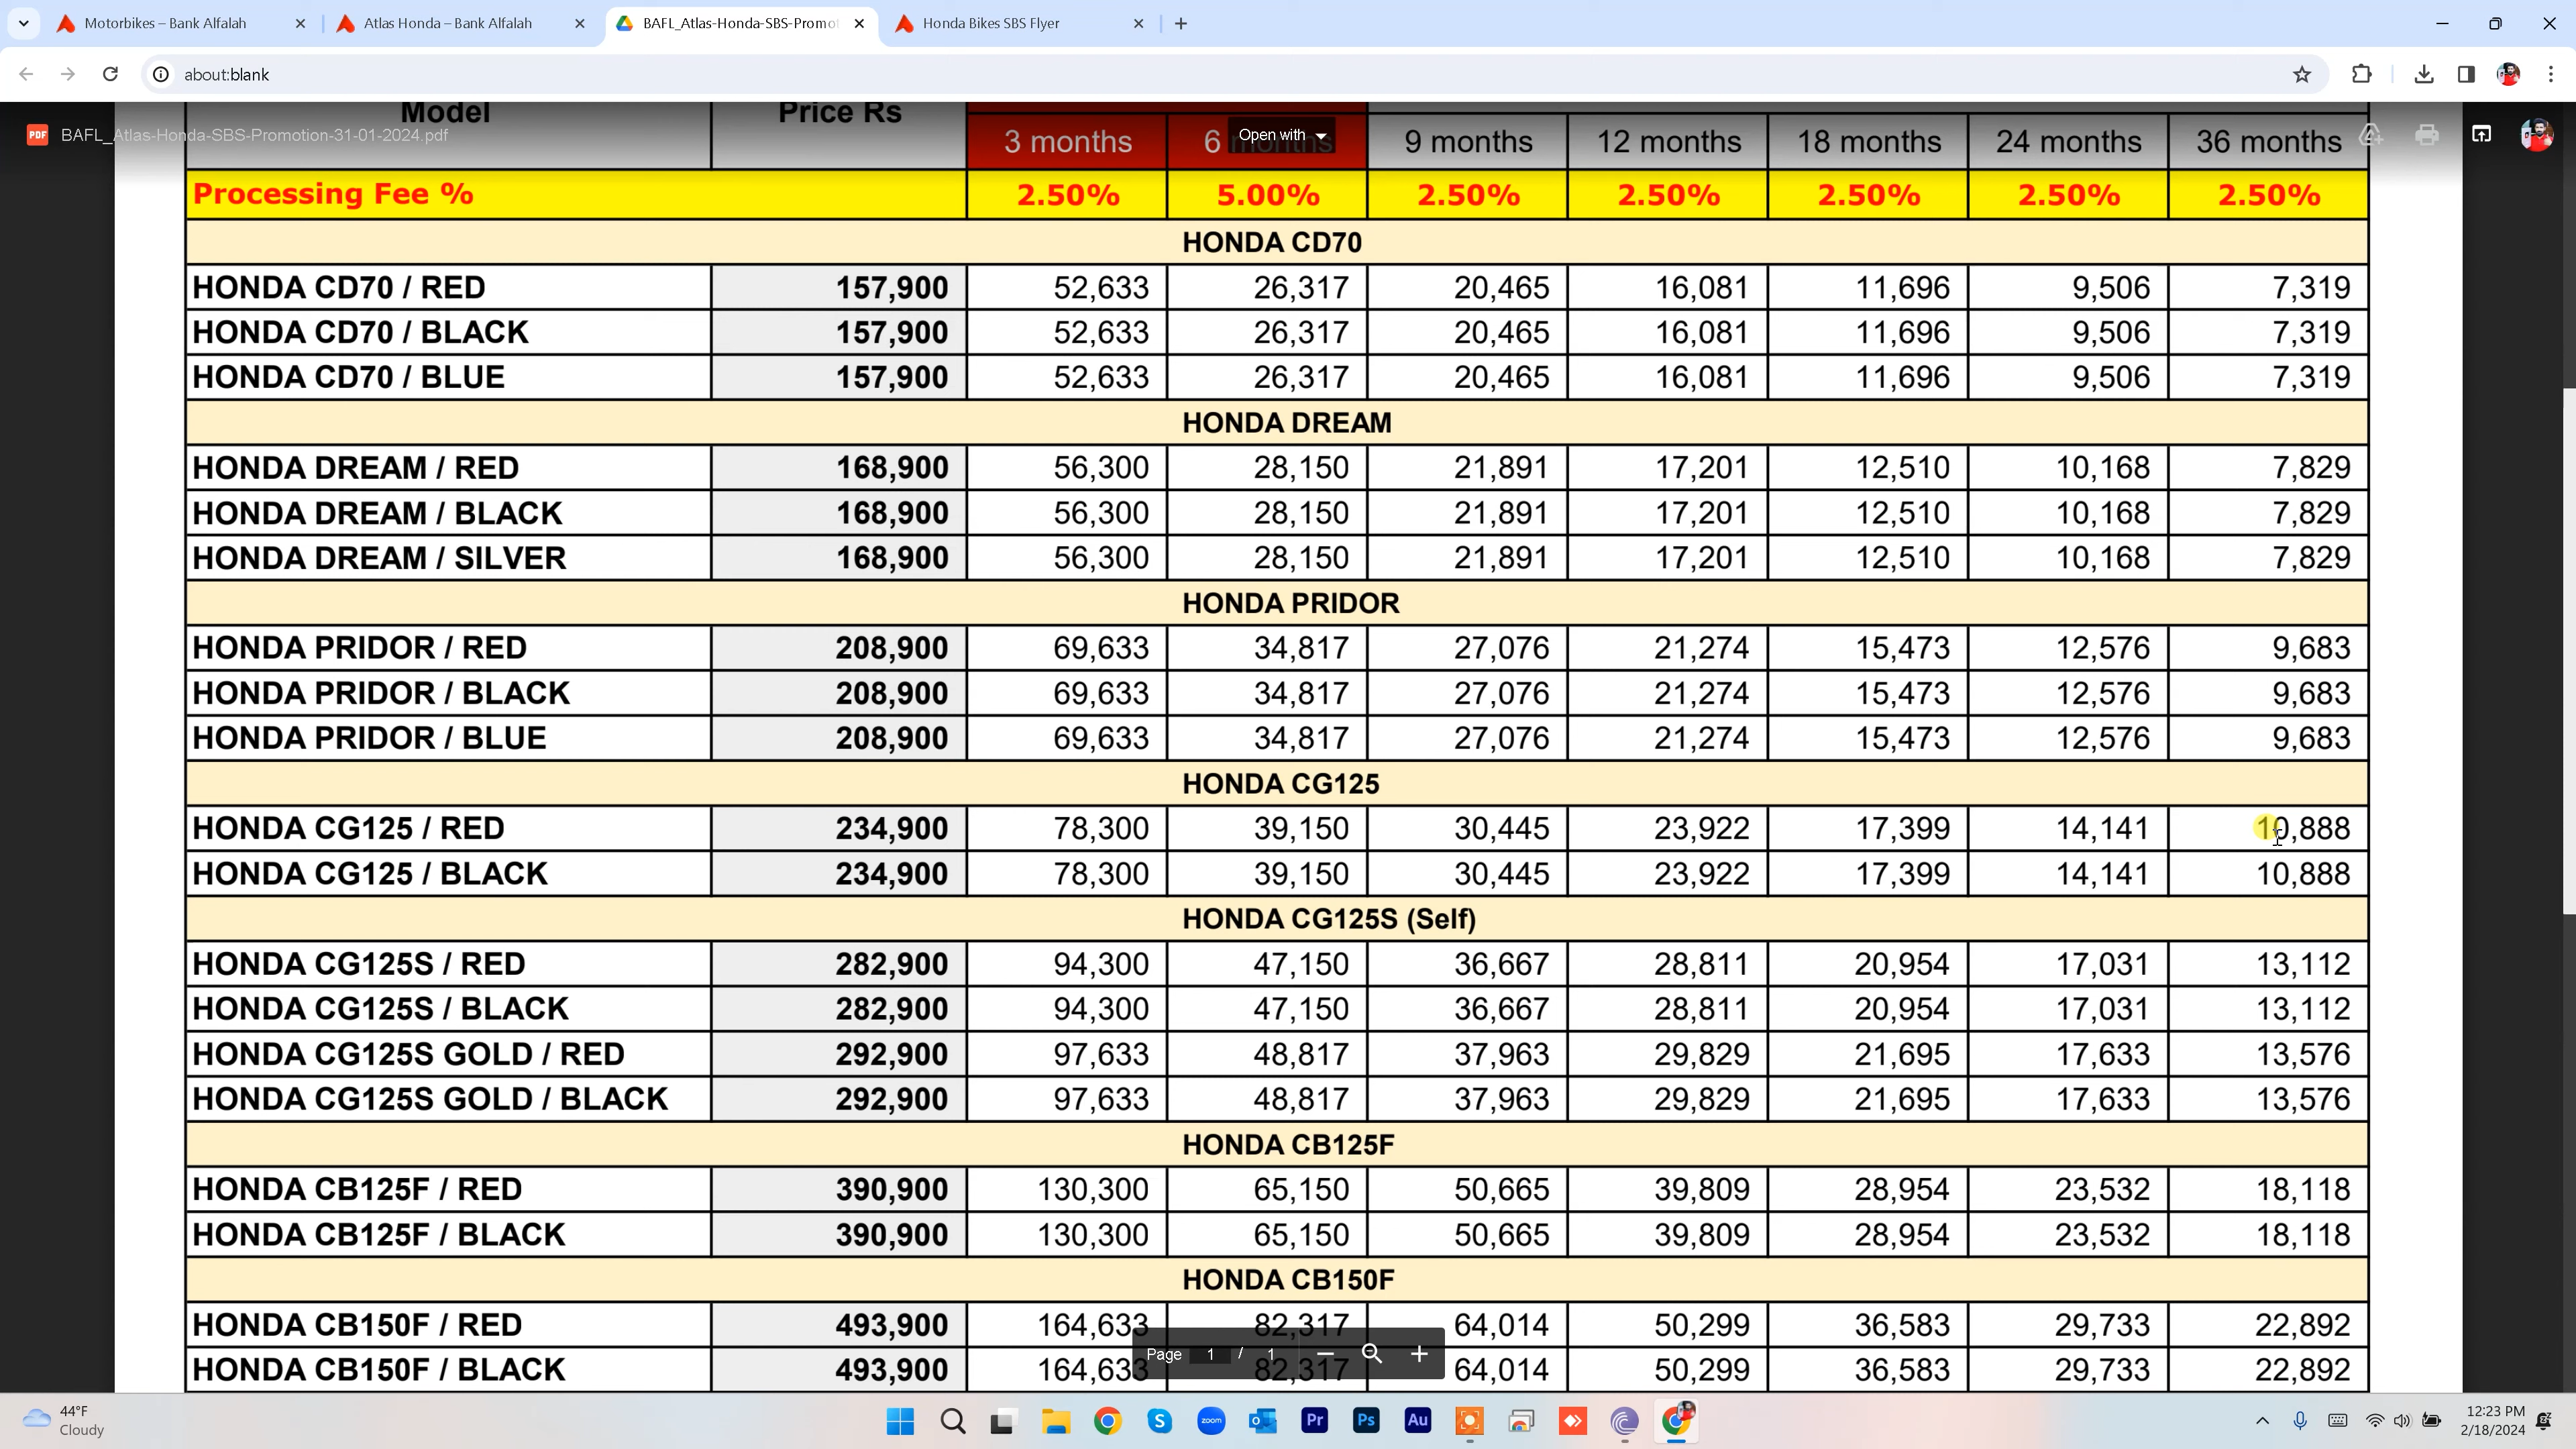 Motorbikes – Bank Alfalah
Atlas Honda – Bank Alfalah
BAFL_Atlas-Honda-SBS-Promot
Honda Bikes SBS Flyer
about:blank
PDF
BAFL_Atlas-Honda-SBS-Promotion-31-01-2024.pdf
Open with
Model Price Rs
3 months 6 months 9 months 12 months 18 months 24 months 36 months
Processing Fee % 2.50% 5.00% 2.50% 2.50% 2.50% 2.50% 2.50%
HONDA CD70
HONDA CD70 / RED 157,900 52,633 26,317 20,465 16,081 11,696 9,506 7,319
HONDA CD70 / BLACK 157,900 52,633 26,317 20,465 16,081 11,696 9,506 7,319
HONDA CD70 / BLUE 157,900 52,633 26,317 20,465 16,081 11,696 9,506 7,319
HONDA DREAM
HONDA DREAM / RED 168,900 56,300 28,150 21,891 17,201 12,510 10,168 7,829
HONDA DREAM / BLACK 168,900 56,300 28,150 21,891 17,201 12,510 10,168 7,829
HONDA DREAM / SILVER 168,900 56,300 28,150 21,891 17,201 12,510 10,168 7,829
HONDA PRIDOR
HONDA PRIDOR / RED 208,900 69,633 34,817 27,076 21,274 15,473 12,576 9,683
HONDA PRIDOR / BLACK 208,900 69,633 34,817 27,076 21,274 15,473 12,576 9,683
HONDA PRIDOR / BLUE 208,900 69,633 34,817 27,076 21,274 15,473 12,576 9,683
HONDA CG125
HONDA CG125 / RED 234,900 78,300 39,150 30,445 23,922 17,399 14,141 10,888
HONDA CG125 / BLACK 234,900 78,300 39,150 30,445 23,922 17,399 14,141 10,888
HONDA CG125S (Self)
HONDA CG125S / RED 282,900 94,300 47,150 36,667 28,811 20,954 17,031 13,112
HONDA CG125S / BLACK 282,900 94,300 47,150 36,667 28,811 20,954 17,031 13,112
HONDA CG125S GOLD / RED 292,900 97,633 48,817 37,963 29,829 21,695 17,633 13,576
HONDA CG125S GOLD / BLACK 292,900 97,633 48,817 37,963 29,829 21,695 17,633 13,576
HONDA CB125F
HONDA CB125F / RED 390,900 130,300 65,150 50,665 39,809 28,954 23,532 18,118
HONDA CB125F / BLACK 390,900 130,300 65,150 50,665 39,809 28,954 23,532 18,118
HONDA CB150F
HONDA CB150F / RED 493,900 164,633 82,317 64,014 50,299 36,583 29,733 22,892
HONDA CB150F / BLACK 493,900 164,633 82,317 64,014 50,299 36,583 29,733 22,892
Page 1 / 1
44°F
Cloudy
zoom
Pr
Ps
Au
12:23 PM
2/18/2024